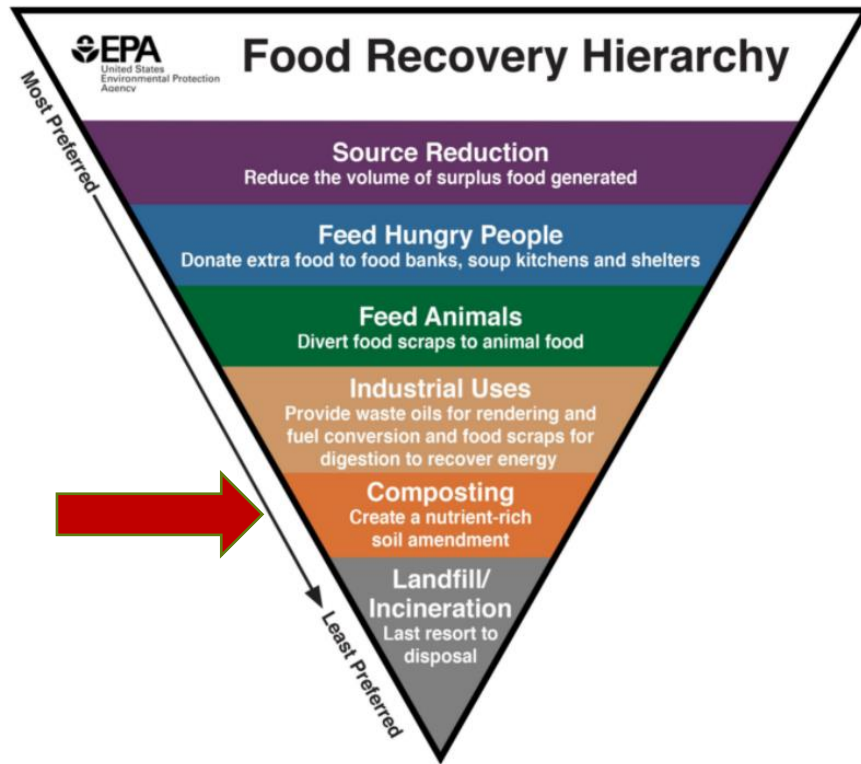 EPA
United States
Environmental Protection
Agency
Food Recovery Hierarchy
Most Preferred
Source Reduction
Reduce the volume of surplus food generated
Feed Hungry People
Donate extra food to food banks, soup kitchens and shelters
Feed Animals
Divert food scraps to animal food
Industrial Uses
Provide waste oils for rendering and
fuel conversion and food scraps for
digestion to recover energy
Composting
Create a nutrient-rich
soil amendment
Landfill/
Incineration
Last resort to
disposal
Least Preferred